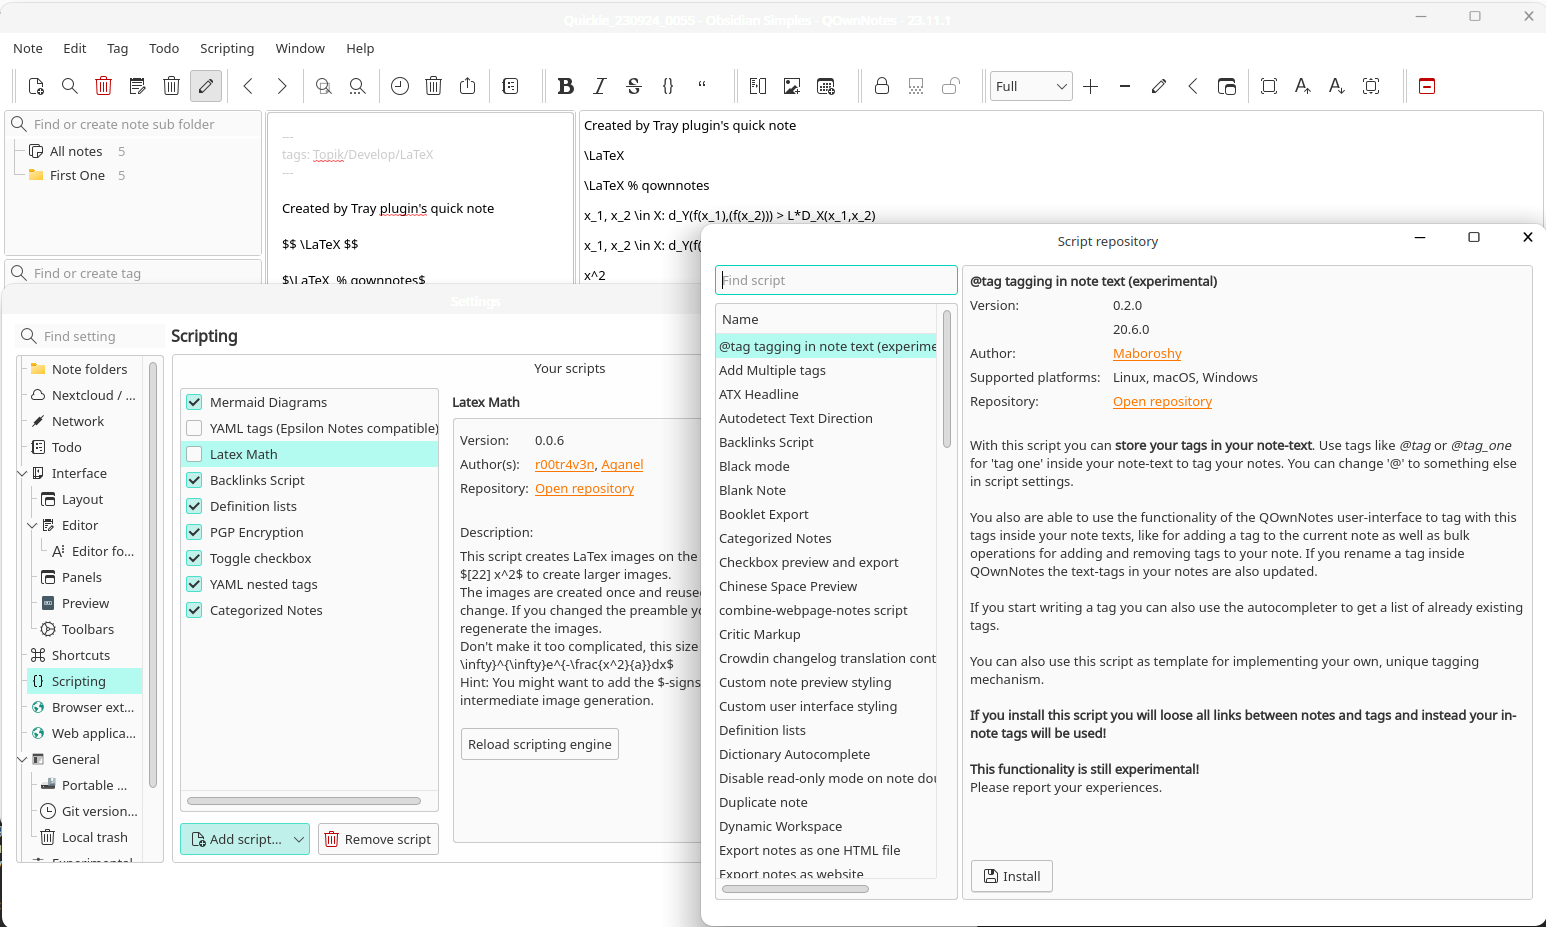 Quickie_230924_0055 - Obsidian Simples - QOwnNotes - 23.11.1
Note Edit Tag Todo Scripting Window Help
Full
Find or create note sub folder
All notes 5
First One 5
Find or create tag
---
tags: Topik/Develop/LaTeX
---
Created by Tray plugin's quick note
$$ \LaTeX $$
$\LaTeX % qownnotes$
Created by Tray plugin's quick note
\LaTeX
\LaTeX % qownnotes
x_1, x_2 \in X: d_Y(f(x_1),(f(x_2))) > L*D_X(x_1,x_2)
x_1, x_2 \in X: d_Y(f(
x^2
Settings
Find setting
Note folders
Nextcloud / ...
Network
Todo
Interface
Layout
Editor
Editor fo...
Panels
Preview
Toolbars
Shortcuts
Scripting
Browser ext...
Web applica...
General
Portable ...
Git version...
Local trash
Experimental
Scripting
Your scripts
Mermaid Diagrams
YAML tags (Epsilon Notes compatible)
Latex Math
Backlinks Script
Definition lists
PGP Encryption
Toggle checkbox
YAML nested tags
Categorized Notes
Add script...
Remove script
Latex Math
Version: 0.0.6
Author(s): r00tr4v3n, Aganel
Repository: Open repository
Description:
This script creates LaTex images on the
$[22] x^2$ to create larger images.
The images are created once and reuse
change. If you changed the preamble y
regenerate the images.
Don't make it too complicated, this size
\infty}^{\infty}e^{-\frac{x^2}{a}}dx$
Hint: You might want to add the $-signs
intermediate image generation.
Reload scripting engine
Script repository
Find script
Name
@tag tagging in note text (experime
Add Multiple tags
ATX Headline
Autodetect Text Direction
Backlinks Script
Black mode
Blank Note
Booklet Export
Categorized Notes
Checkbox preview and export
Chinese Space Preview
combine-webpage-notes script
Critic Markup
Crowdin changelog translation cont
Custom note preview styling
Custom user interface styling
Definition lists
Dictionary Autocomplete
Disable read-only mode on note dou
Duplicate note
Dynamic Workspace
Export notes as one HTML file
Export notes as website
@tag tagging in note text (experimental)
Version: 0.2.0
20.6.0
Author: Maboroshy
Supported platforms: Linux, macOS, Windows
Repository: Open repository
With this script you can store your tags in your note-text. Use tags like @tag or @tag_one
for 'tag one' inside your note-text to tag your notes. You can change '@' to something else
in script settings.
You also are able to use the functionality of the QOwnNotes user-interface to tag with this
tags inside your note texts, like for adding a tag to the current note as well as bulk
operations for adding and removing tags to your note. If you rename a tag inside
QOwnNotes the text-tags in your notes are also updated.
If you start writing a tag you can also use the autocompleter to get a list of already existing
tags.
You can also use this script as template for implementing your own, unique tagging
mechanism.
If you install this script you will loose all links between notes and tags and instead your in-
note tags will be used!
This functionality is still experimental!
Please report your experiences.
Install